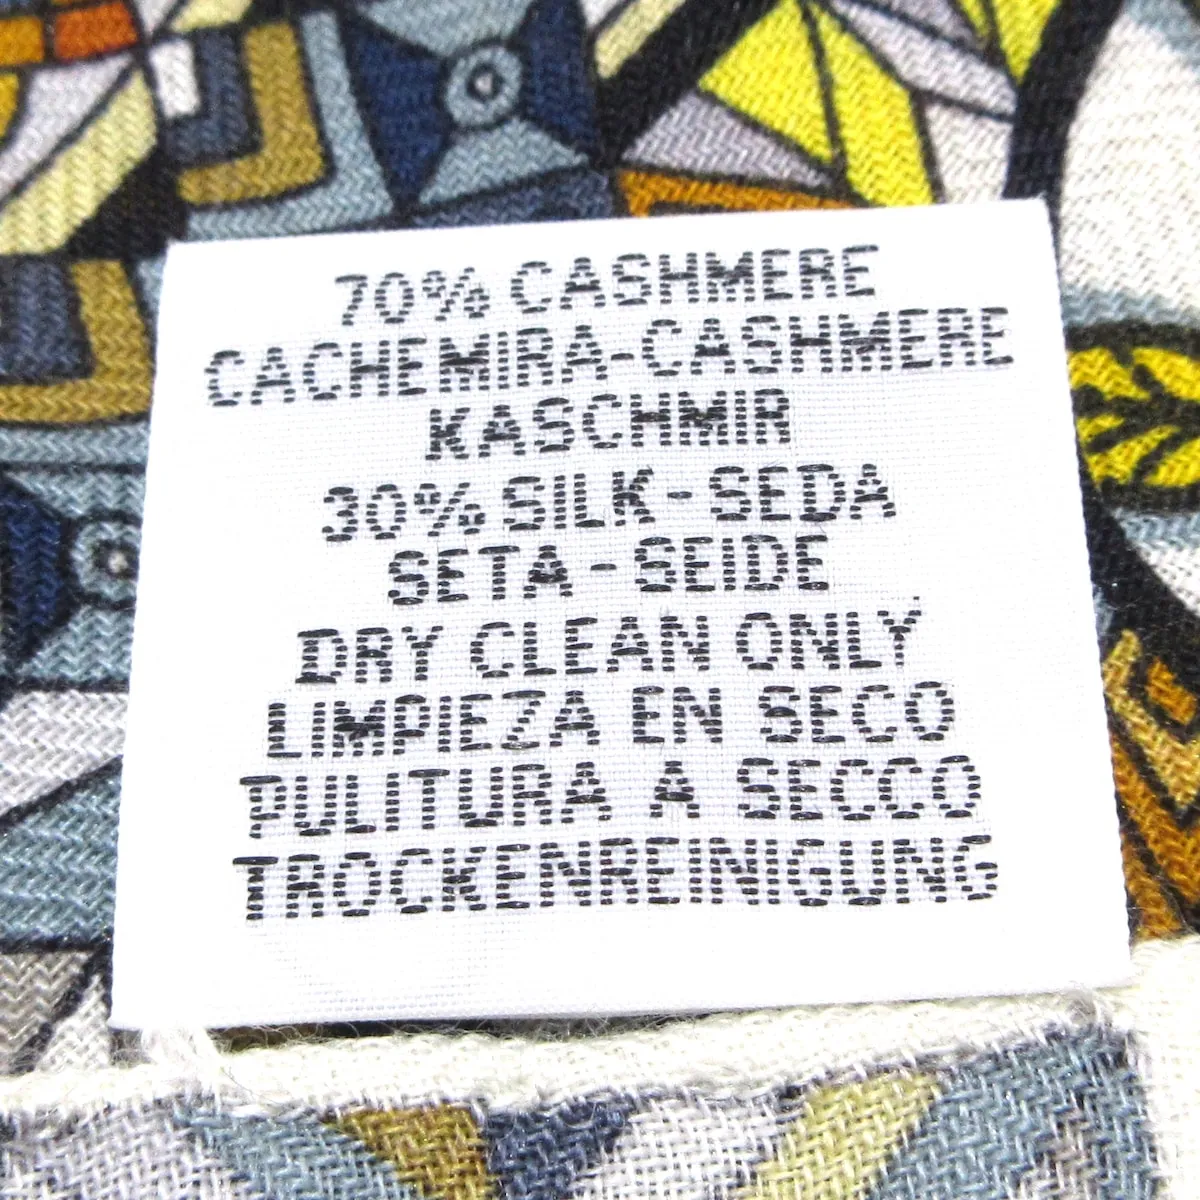 70% CASHMERE
CACHEMIRA-CASHMERE
KASCHMIR
30% SILK-SEDA
SETA-SEIDE
DRY CLEAN ONLY
LIMPIEZA EN SECO
PULITURA A SECCO
TROCKENREINIGUNG